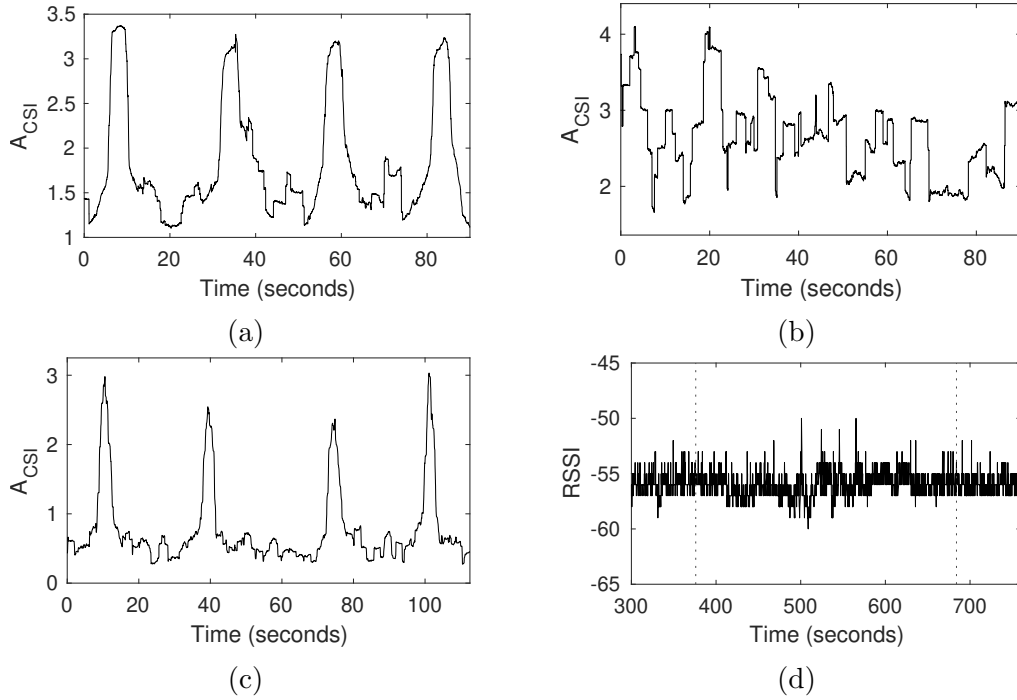 3.5
3
2.5
2
1.5
1
A_CSI
0 20 40 60 80
Time (seconds)
(a)
4
3
2
A_CSI
0 20 40 60 80
Time (seconds)
(b)
3
2
1
0
A_CSI
0 20 40 60 80 100
Time (seconds)
(c)
-45
-50
-55
-60
-65
RSSI
300 400 500 600 700
Time (seconds)
(d)